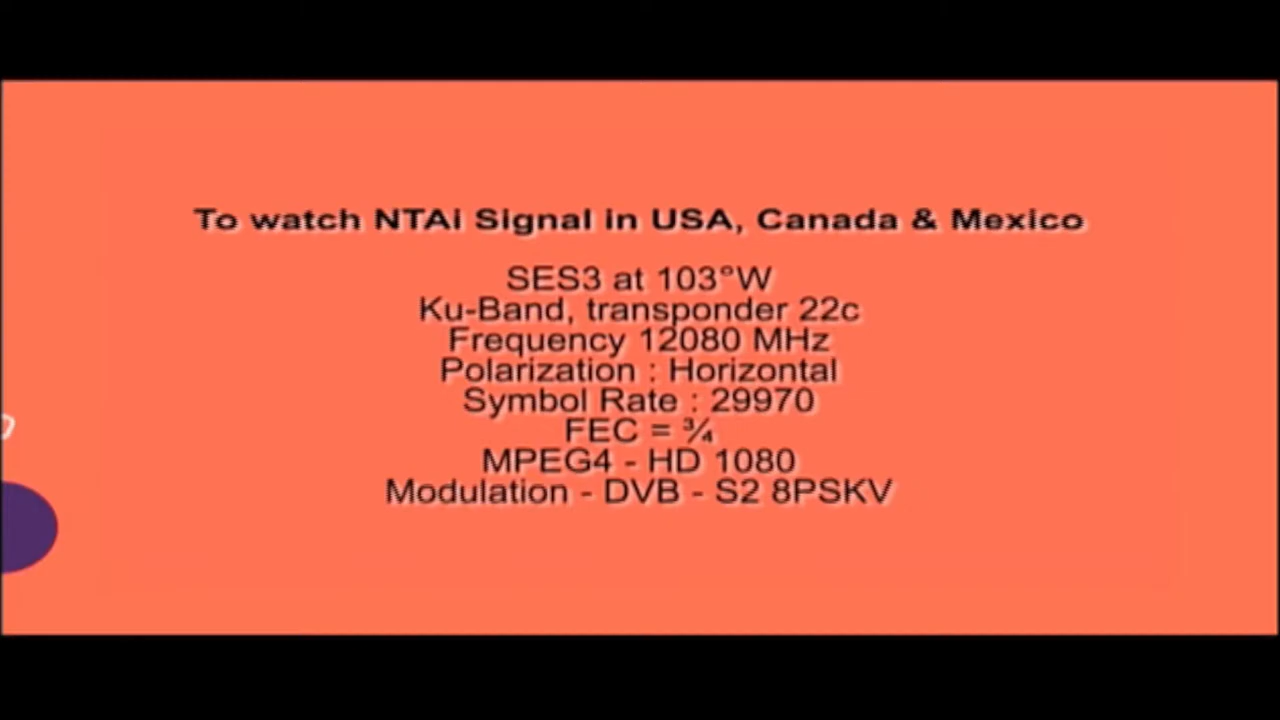 To watch NTAi Signal in USA, Canada & Mexico
SES3 at 103°W
Ku-Band, transponder 22c
Frequency 12080 MHz
Polarization : Horizontal
Symbol Rate : 29970
FEC = ¾
MPEG4 - HD 1080
Modulation - DVB - S2 8PSKV